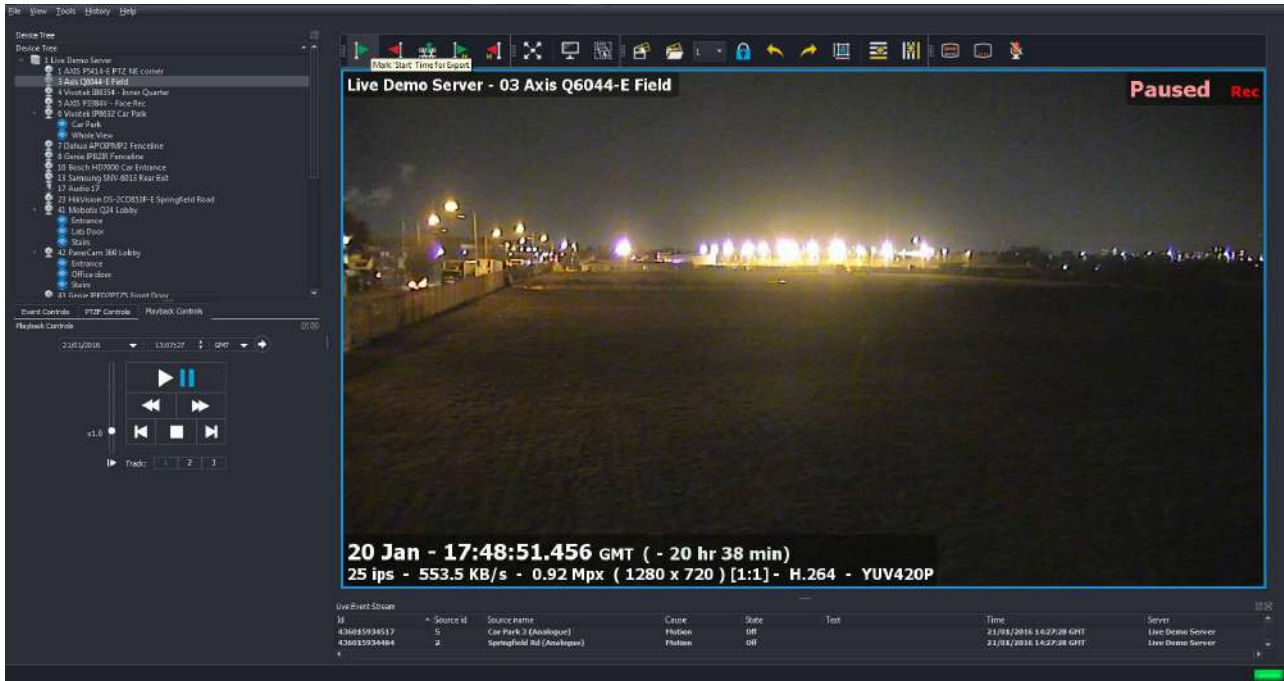 File View Tools History Help
Device Tree
Device Tree
1 Live Demo Server
1 AXIS P5414-E PTZ NE corner
3 Axis Q6044-E Field
4 Vivotek IB8354 - Inner Quarter
5 AXIS P3384V - Face Rec
6 Vivotek IP8632 Car Park
Car Park
Whole View
7 Dahua
Fenceline
8 Genie
Fenceline
10 Bosch HD7000 Car Entrance
13 Samsung SNV-6013 Rear Exit
17 Audio 17
23 HikVision DS-2CD853F-E Springfield Road
41 Mobotix Q24 Lobby
Entrance
Lab Door
Stairs
42 PanoCam 360 Lobby
Entrance
Office door
Stairs
Event Controls PTZF Controls Playback Controls
Playback Controls
21/01/2016 13:07:27 GMT
x1.0
Track: 1 2 3
1
Mark 'Start' Time for Export
Live Demo Server - 03 Axis Q6044-E Field
Paused Rec
20 Jan - 17:48:51.456 GMT ( - 20 hr 38 min)
25 ips - 553.5 KB/s - 0.92 Mpx ( 1280 x 720 ) [1:1] - H.264 - YUV420P
Live Event Stream
Id Source id Source name Cause State Text Time Server
436015934517 5 Car Park 3 (Analogue) Motion Off 21/01/2016 14:27:28 GMT Live Demo Server
436015934484 2 Springfield Rd (Analogue) Motion Off 21/01/2016 14:27:28 GMT Live Demo Server